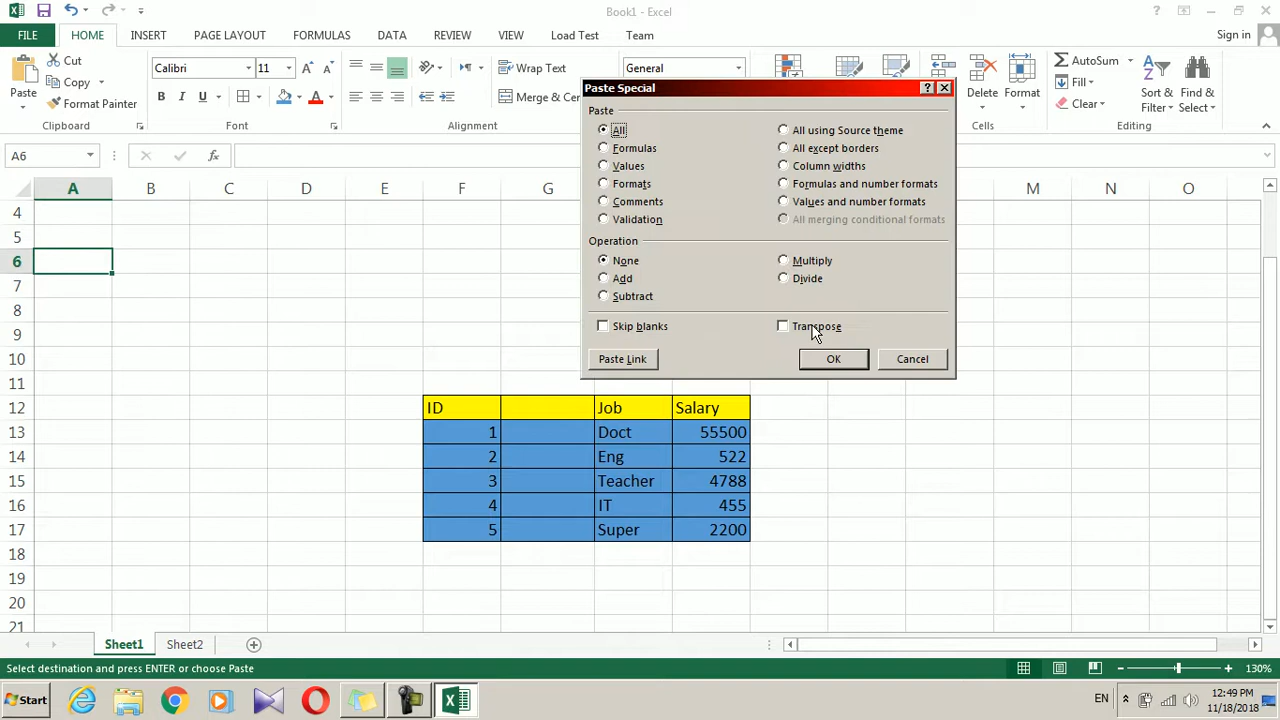 Book1 - Excel
FILE HOME INSERT PAGE LAYOUT FORMULAS DATA REVIEW VIEW Load Test Team Sign in
Paste
Cut
Copy
Format Painter
Clipboard
Calibri 11
B I U A
Font
Wrap Text
Merge & Cer
Alignment
General
Insert Delete Format
Cells
AutoSum
Fill
Clear
Sort &
Filter
Find &
Select
Editing
A6
fx
Paste Special
Paste
All
Formulas
Values
Formats
Comments
Validation
All using Source theme
All except borders
Column widths
Formulas and number formats
Values and number formats
All merging conditional formats
Operation
None
Add
Subtract
Multiply
Divide
Skip blanks
Transpose
Paste Link
OK
Cancel
A B C D E F G M N O
4
5
6
7
8
9
10
11
12 ID Job Salary
13 1 Doct 55500
14 2 Eng 522
15 3 Teacher 4788
16 4 IT 455
17 5 Super 2200
18
19
20
21
Sheet1 Sheet2
Select destination and press ENTER or choose Paste
130%
Start
EN
12:49 PM
11/18/2018